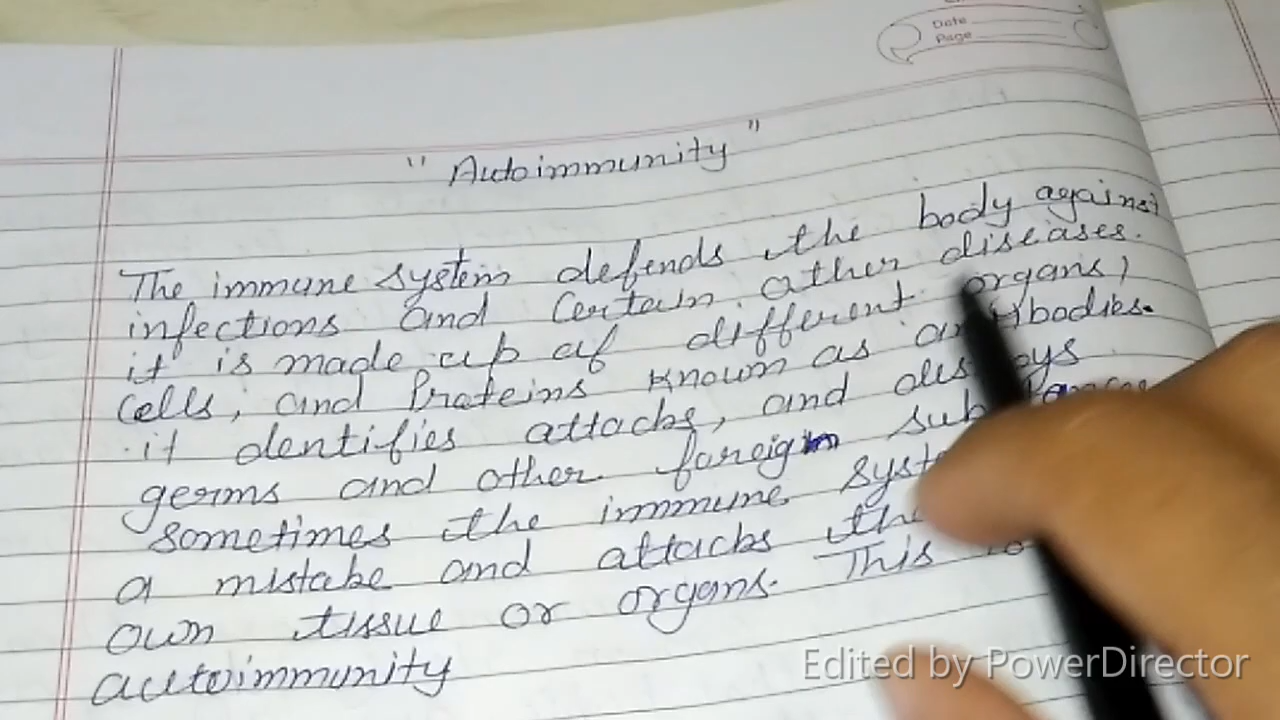 Date
Page
"Autoimmunity"
The immune system defends the body against
infections and certain other diseases.
it is made up of different organs,
cells, and Proteins known as antibodies.
it dentifies attacks, and destroys
germs and other foreign
sometimes the immune
a mistake and attacks the
own tissue or organs. This
autoimmunity
Edited by PowerDirector